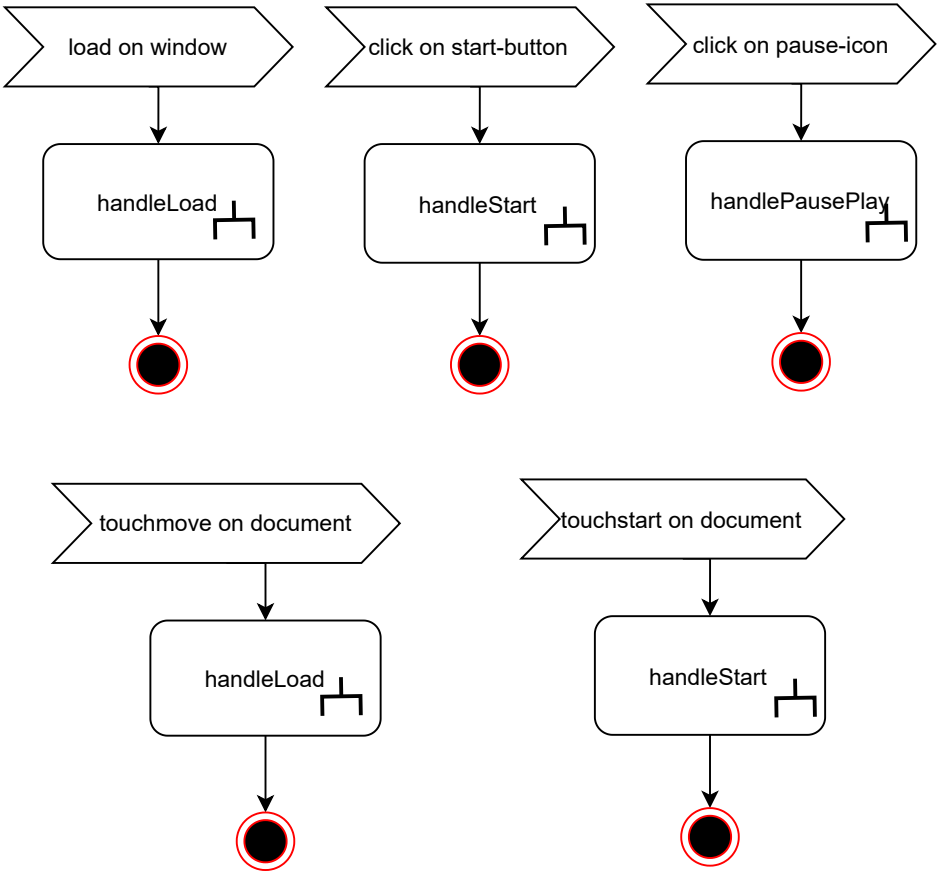 load on window
click on start-button
click on pause-icon
handleLoad
handleStart
handlePausePlay
touchmove on document
touchstart on document
handleLoad
handleStart